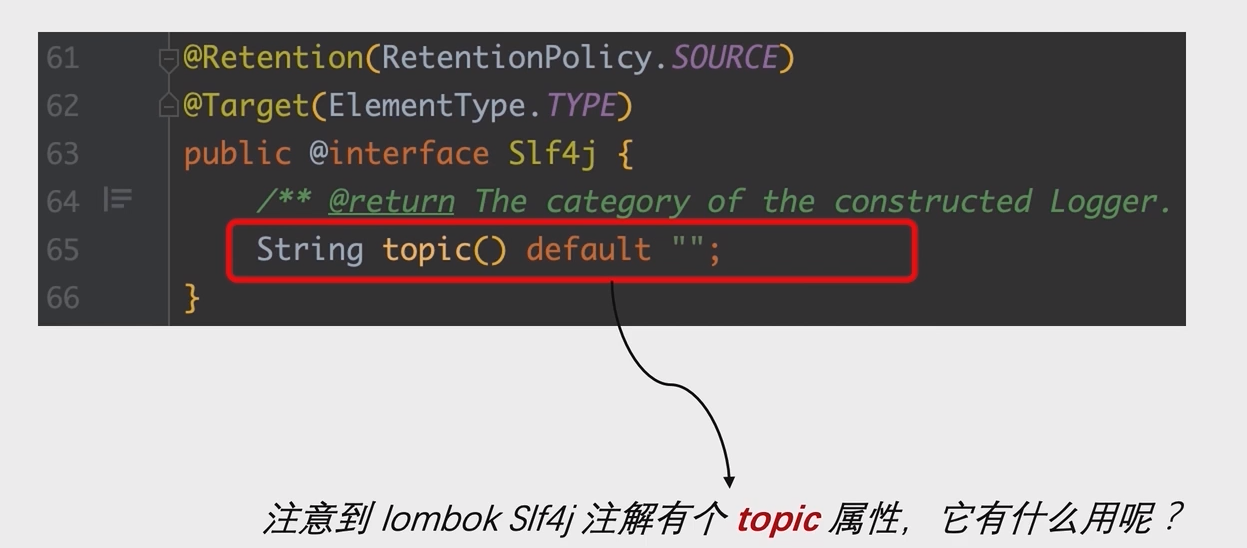 61 @Retention(RetentionPolicy.SOURCE)
62 @Target(ElementType.TYPE)
63 public @interface Slf4j {
64 /** @return The category of the constructed Logger.
65 String topic() default "";
66 }
注意到 lombok Slf4j 注解有个 topic 属性，它有什么用呢？